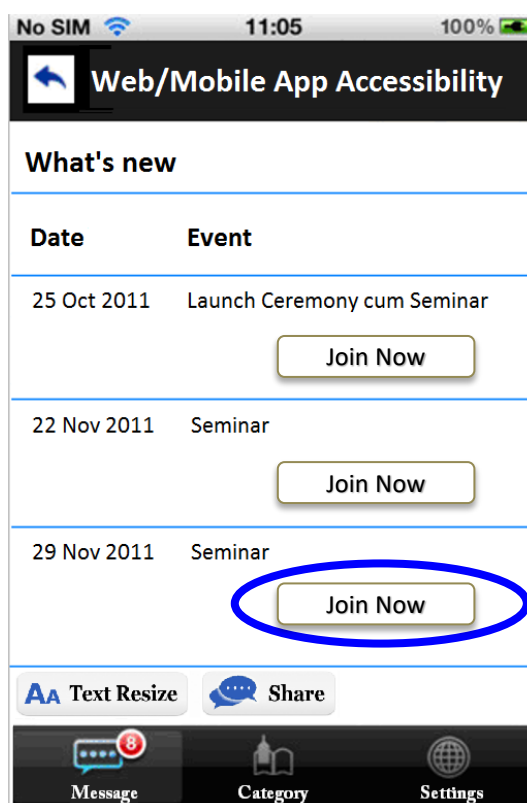 No SIM 11:05 100%
Web/Mobile App Accessibility
What's new
Date Event
25 Oct 2011 Launch Ceremony cum Seminar
Join Now
22 Nov 2011 Seminar
Join Now
29 Nov 2011 Seminar
Join Now
AA Text Resize Share
8
Message Category Settings